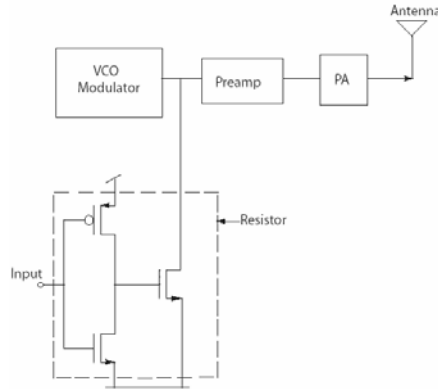 Antenna
VCO
Modulator
Preamp
PA
Resistor
Input